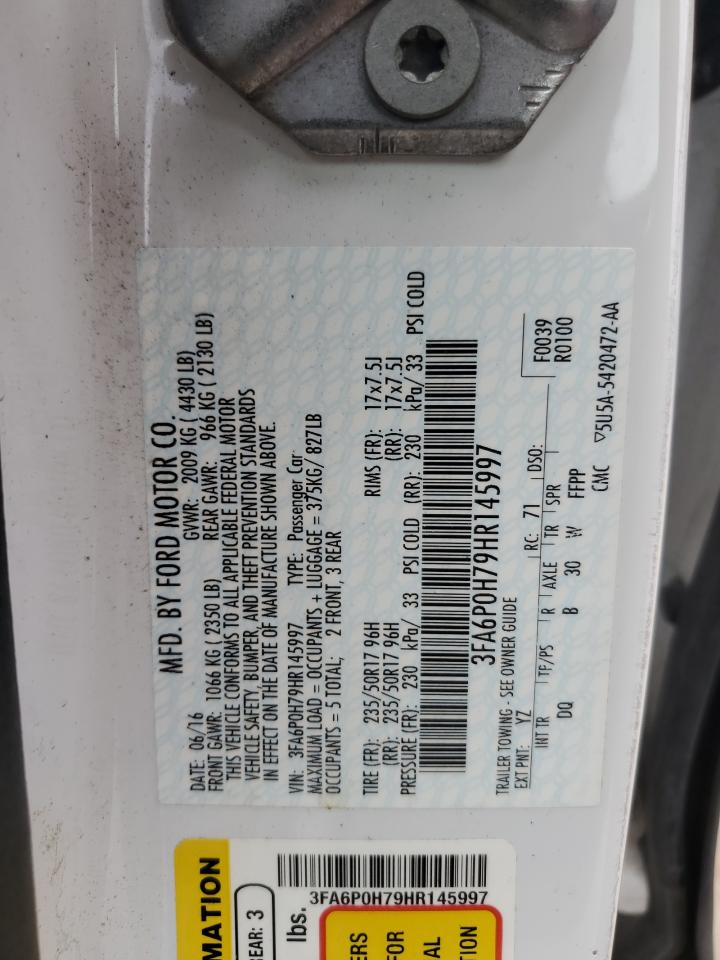 MFD. BY FORD MOTOR CO.
DATE: 06/16 GVWR: 2009 KG ( 4430 LB)
FRONT GAWR: 1066 KG ( 2350 LB) REAR GAWR: 966 KG ( 2130 LB)
THIS VEHICLE CONFORMS TO ALL APPLICABLE FEDERAL MOTOR
VEHICLE SAFETY, BUMPER, AND THEFT PREVENTION STANDARDS
IN EFFECT ON THE DATE OF MANUFACTURE SHOWN ABOVE.
VIN: 3FA6P0H79HR145997 TYPE: Passenger Car
MAXIMUM LOAD = OCCUPANTS + LUGGAGE = 375KG/ 827LB
OCCUPANTS = 5 TOTAL; 2 FRONT, 3 REAR
TIRE (FR): 235/50R17 96H RIMS (FR): 17x7.5J
(RR): 235/50R17 96H (RR): 17x7.5J
PRESSURE (FR): 230 kPa/ 33 PSI COLD (RR): 230 kPa/ 33 PSI COLD
3FA6P0H79HR145997
TRAILER TOWING - SEE OWNER GUIDE
EXT PNT: YZ RC: 71 DSO: F0039
R0100
INT TR TF/PS R AXLE TR SPR
DQ B 30 W FFPP
CMC ▽5U5A-5420472-AA
MATION
EAR: 3
lbs.
3FA6P0H79HR145997
ERS
FOR
AL
TION